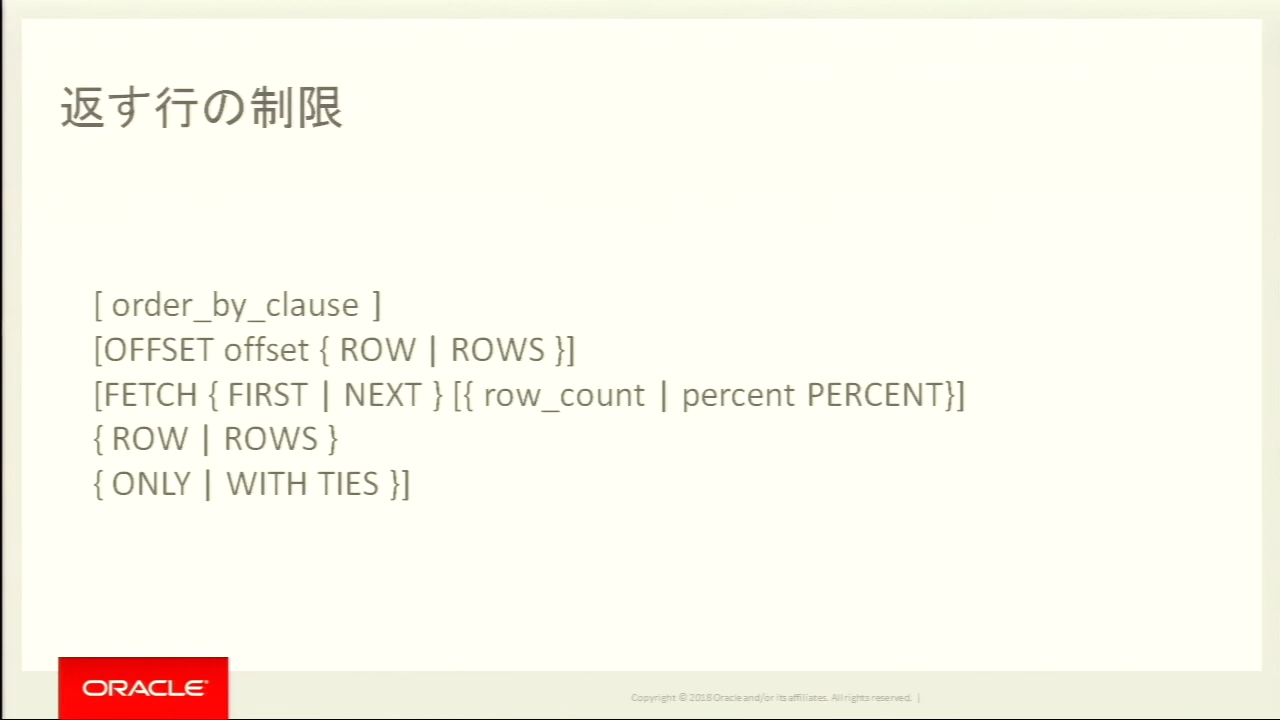 返す行の制限
[ order_by_clause ]
[OFFSET offset { ROW | ROWS }]
[FETCH { FIRST | NEXT } [{ row_count | percent PERCENT}]
{ ROW | ROWS }
{ ONLY | WITH TIES }]
ORACLE®
Copyright © 2018 Oracle and/or its affiliates. All rights reserved. |